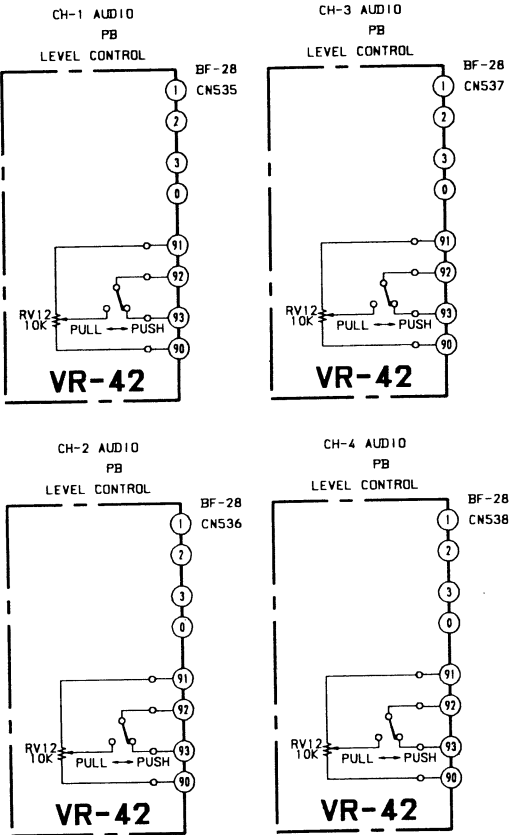 CH-1 AUDIO
PB
LEVEL CONTROL
BF-28
CN535
1
2
3
0
91
92
93
90
RV12
10K
PULL ↔ PUSH
VR-42
CH-3 AUDIO
PB
LEVEL CONTROL
BF-28
CN537
1
2
3
0
91
92
93
90
RV12
10K
PULL ↔ PUSH
VR-42
CH-2 AUDIO
PB
LEVEL CONTROL
BF-28
CN536
1
2
3
0
91
92
93
90
RV12
10K
PULL ↔ PUSH
VR-42
CH-4 AUDIO
PB
LEVEL CONTROL
BF-28
CN538
1
2
3
0
91
92
93
90
RV12
10K
PULL ↔ PUSH
VR-42